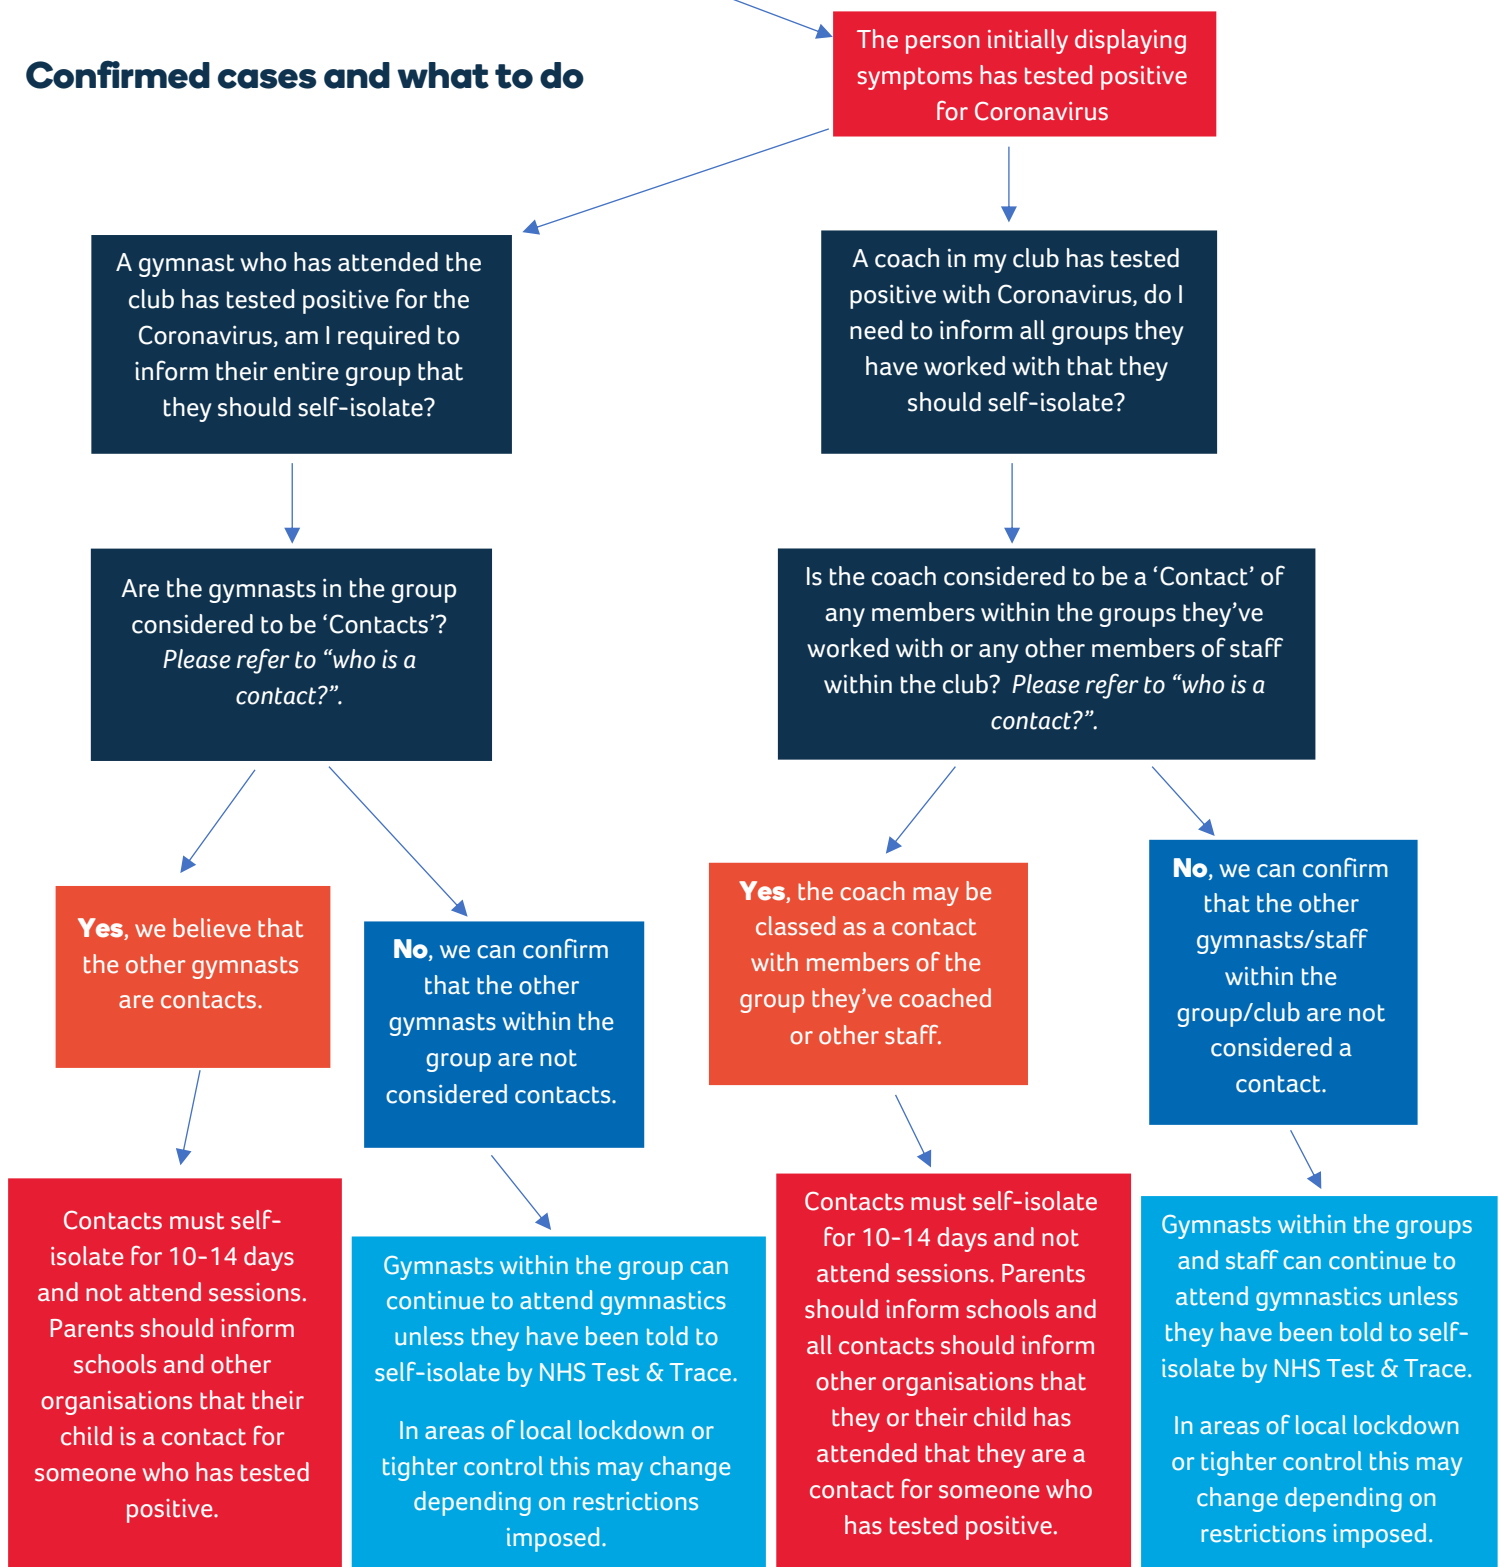 Confirmed cases and what to do
The person initially displaying
symptoms has tested positive
for Coronavirus
A gymnast who has attended the
club has tested positive for the
Coronavirus, am I required to
inform their entire group that
they should self-isolate?
A coach in my club has tested
positive with Coronavirus, do I
need to inform all groups they
have worked with that they
should self-isolate?
Are the gymnasts in the group
considered to be ‘Contacts’?
Please refer to “who is a
contact?”.
Is the coach considered to be a ‘Contact’ of
any members within the groups they’ve
worked with or any other members of staff
within the club? Please refer to “who is a
contact?”.
Yes, we believe that
the other gymnasts
are contacts.
No, we can confirm
that the other
gymnasts within the
group are not
considered contacts.
Yes, the coach may be
classed as a contact
with members of the
group they’ve coached
or other staff.
No, we can confirm
that the other
gymnasts/staff
within the
group/club are not
considered a
contact.
Contacts must self-
isolate for 10-14 days
and not attend sessions.
Parents should inform
schools and other
organisations that their
child is a contact for
someone who has tested
positive.
Gymnasts within the group can
continue to attend gymnastics
unless they have been told to
self-isolate by NHS Test & Trace.
In areas of local lockdown or
tighter control this may change
depending on restrictions
imposed.
Contacts must self-isolate
for 10-14 days and not
attend sessions. Parents
should inform schools and
all contacts should inform
other organisations that
they or their child has
attended that they are a
contact for someone who
has tested positive.
Gymnasts within the groups
and staff can continue to
attend gymnastics unless
they have been told to self-
isolate by NHS Test & Trace.
In areas of local lockdown
or tighter control this may
change depending on
restrictions imposed.